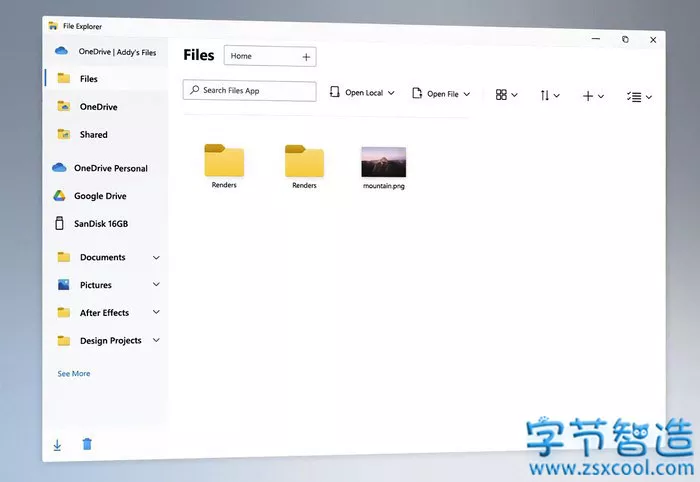 File Explorer
OneDrive | Addy's Files
Files
OneDrive
Shared
OneDrive Personal
Google Drive
SanDisk 16GB
Documents
Pictures
After Effects
Design Projects
See More
Files
Home
Search Files App
Open Local
Open File
Renders
Renders
mountain.png
字节智造
www.zsxcool.com